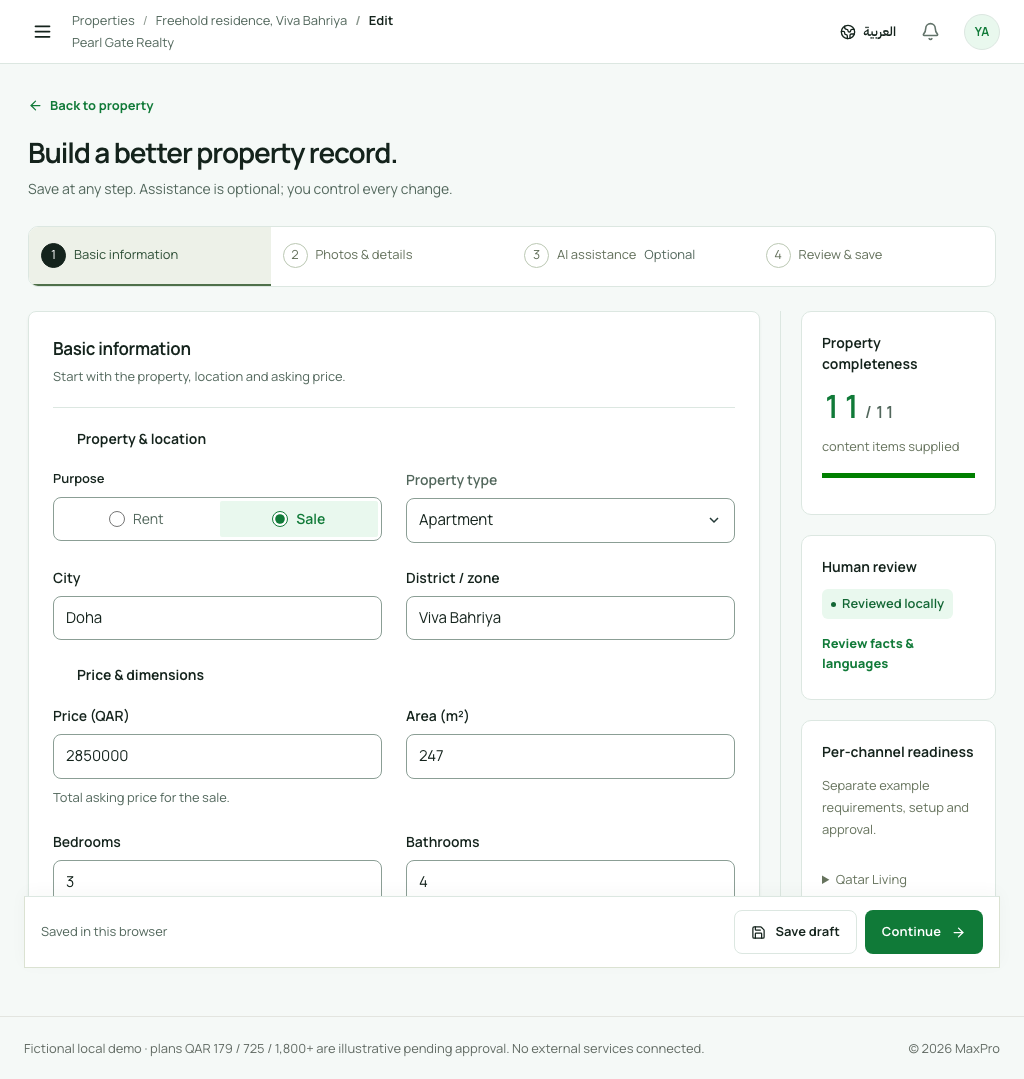 Properties / Freehold residence, Viva Bahriya / Edit
Pearl Gate Realty
العربية
YA
Back to property
Build a better property record.
Save at any step. Assistance is optional; you control every change.
1 Basic information
2 Photos & details
3 AI assistance Optional
4 Review & save
Basic information
Start with the property, location and asking price.
Property & location
Purpose
Rent
Sale
Property type
Apartment
City
Doha
District / zone
Viva Bahriya
Price & dimensions
Price (QAR)
2850000
Total asking price for the sale.
Area (m²)
247
Bedrooms
3
Bathrooms
4
Property
completeness
11 / 11
content items supplied
Human review
Reviewed locally
Review facts &
languages
Per-channel readiness
Separate example
requirements, setup and
approval.
Qatar Living
Saved in this browser
Save draft
Continue
Fictional local demo · plans QAR 179 / 725 / 1,800+ are illustrative pending approval. No external services connected.
© 2026 MaxPro